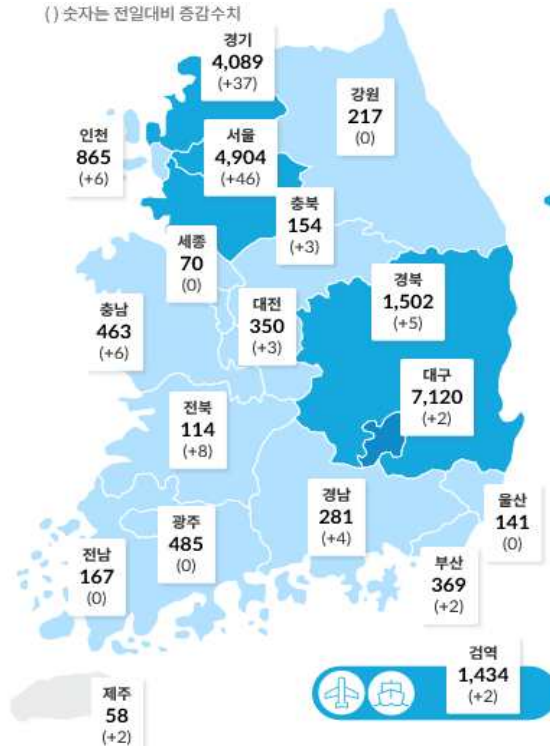 ( ) 숫자는 전일대비 증감수치
경기
4,089
(+37)
강원
217
(0)
인천
865
(+6)
서울
4,904
(+46)
충북
154
(+3)
세종
70
(0)
경북
1,502
(+5)
대전
350
(+3)
충남
463
(+6)
대구
7,120
(+2)
전북
114
(+8)
경남
281
(+4)
울산
141
(0)
광주
485
(0)
전남
167
(0)
부산
369
(+2)
검역
1,434
(+2)
제주
58
(+2)